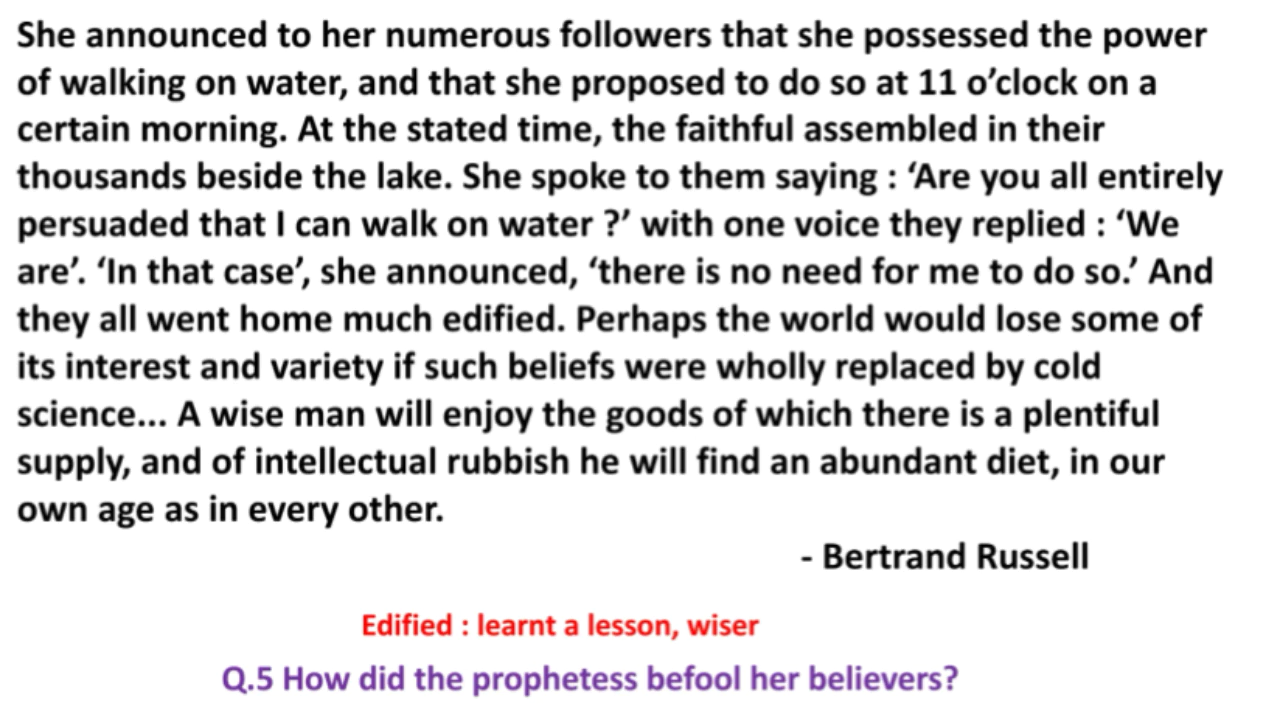 She announced to her numerous followers that she possessed the power
of walking on water, and that she proposed to do so at 11 o’clock on a
certain morning. At the stated time, the faithful assembled in their
thousands beside the lake. She spoke to them saying : ‘Are you all entirely
persuaded that I can walk on water ?’ with one voice they replied : ‘We
are’. ‘In that case’, she announced, ‘there is no need for me to do so.’ And
they all went home much edified. Perhaps the world would lose some of
its interest and variety if such beliefs were wholly replaced by cold
science... A wise man will enjoy the goods of which there is a plentiful
supply, and of intellectual rubbish he will find an abundant diet, in our
own age as in every other.
- Bertrand Russell
Edified : learnt a lesson, wiser
Q.5 How did the prophetess befool her believers?